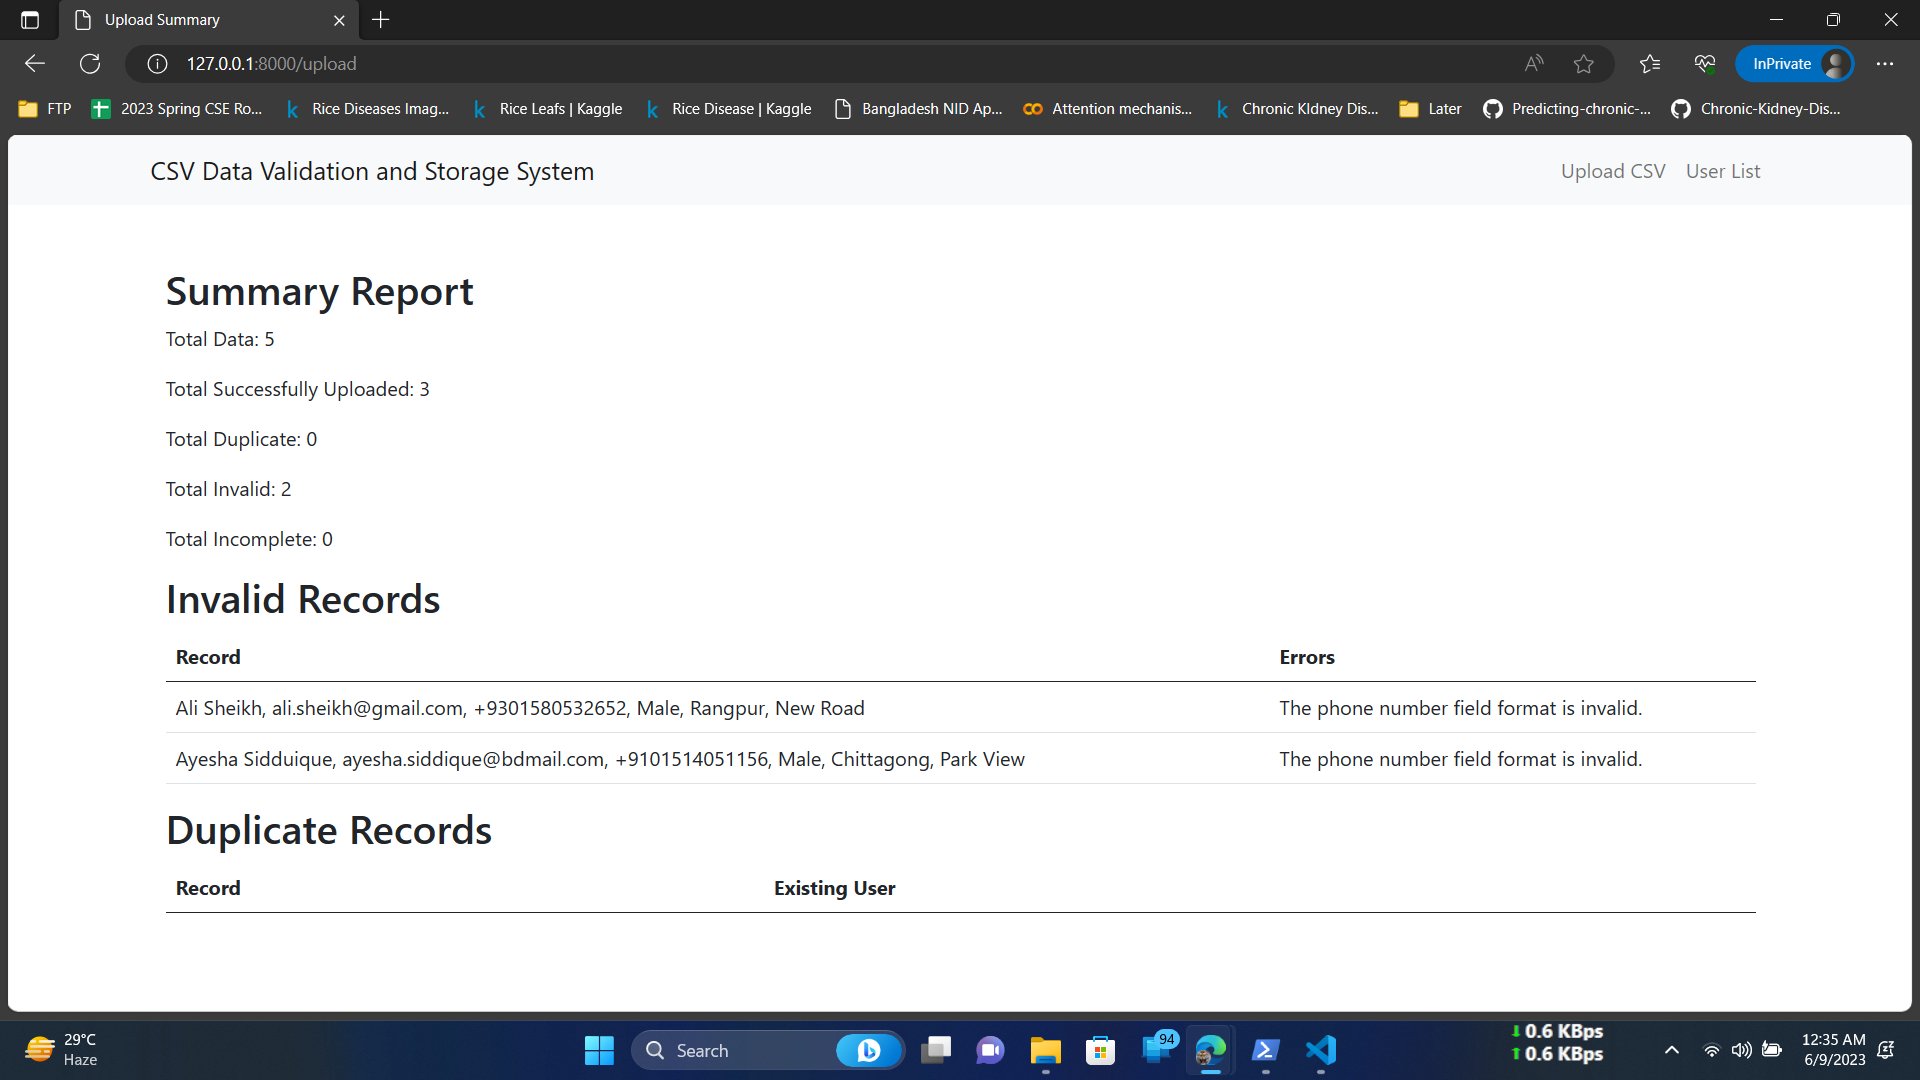 Upload Summary
127.0.0.1:8000/upload
InPrivate
FTP
2023 Spring CSE Ro...
Rice Diseases Imag...
Rice Leafs | Kaggle
Rice Disease | Kaggle
Bangladesh NID Ap...
Attention mechanis...
Chronic KIdney Dis...
Later
Predicting-chronic-...
Chronic-Kidney-Dis...
CSV Data Validation and Storage System
Upload CSV
User List
Summary Report
Total Data: 5
Total Successfully Uploaded: 3
Total Duplicate: 0
Total Invalid: 2
Total Incomplete: 0
Invalid Records
Record Errors
Ali Sheikh, ali.sheikh@gmail.com, +9301580532652, Male, Rangpur, New Road The phone number field format is invalid.
Ayesha Sidduique, ayesha.siddique@bdmail.com, +9101514051156, Male, Chittagong, Park View The phone number field format is invalid.
Duplicate Records
Record Existing User
29°C
Haze
Search
94
0.6 KBps
0.6 KBps
12:35 AM
6/9/2023